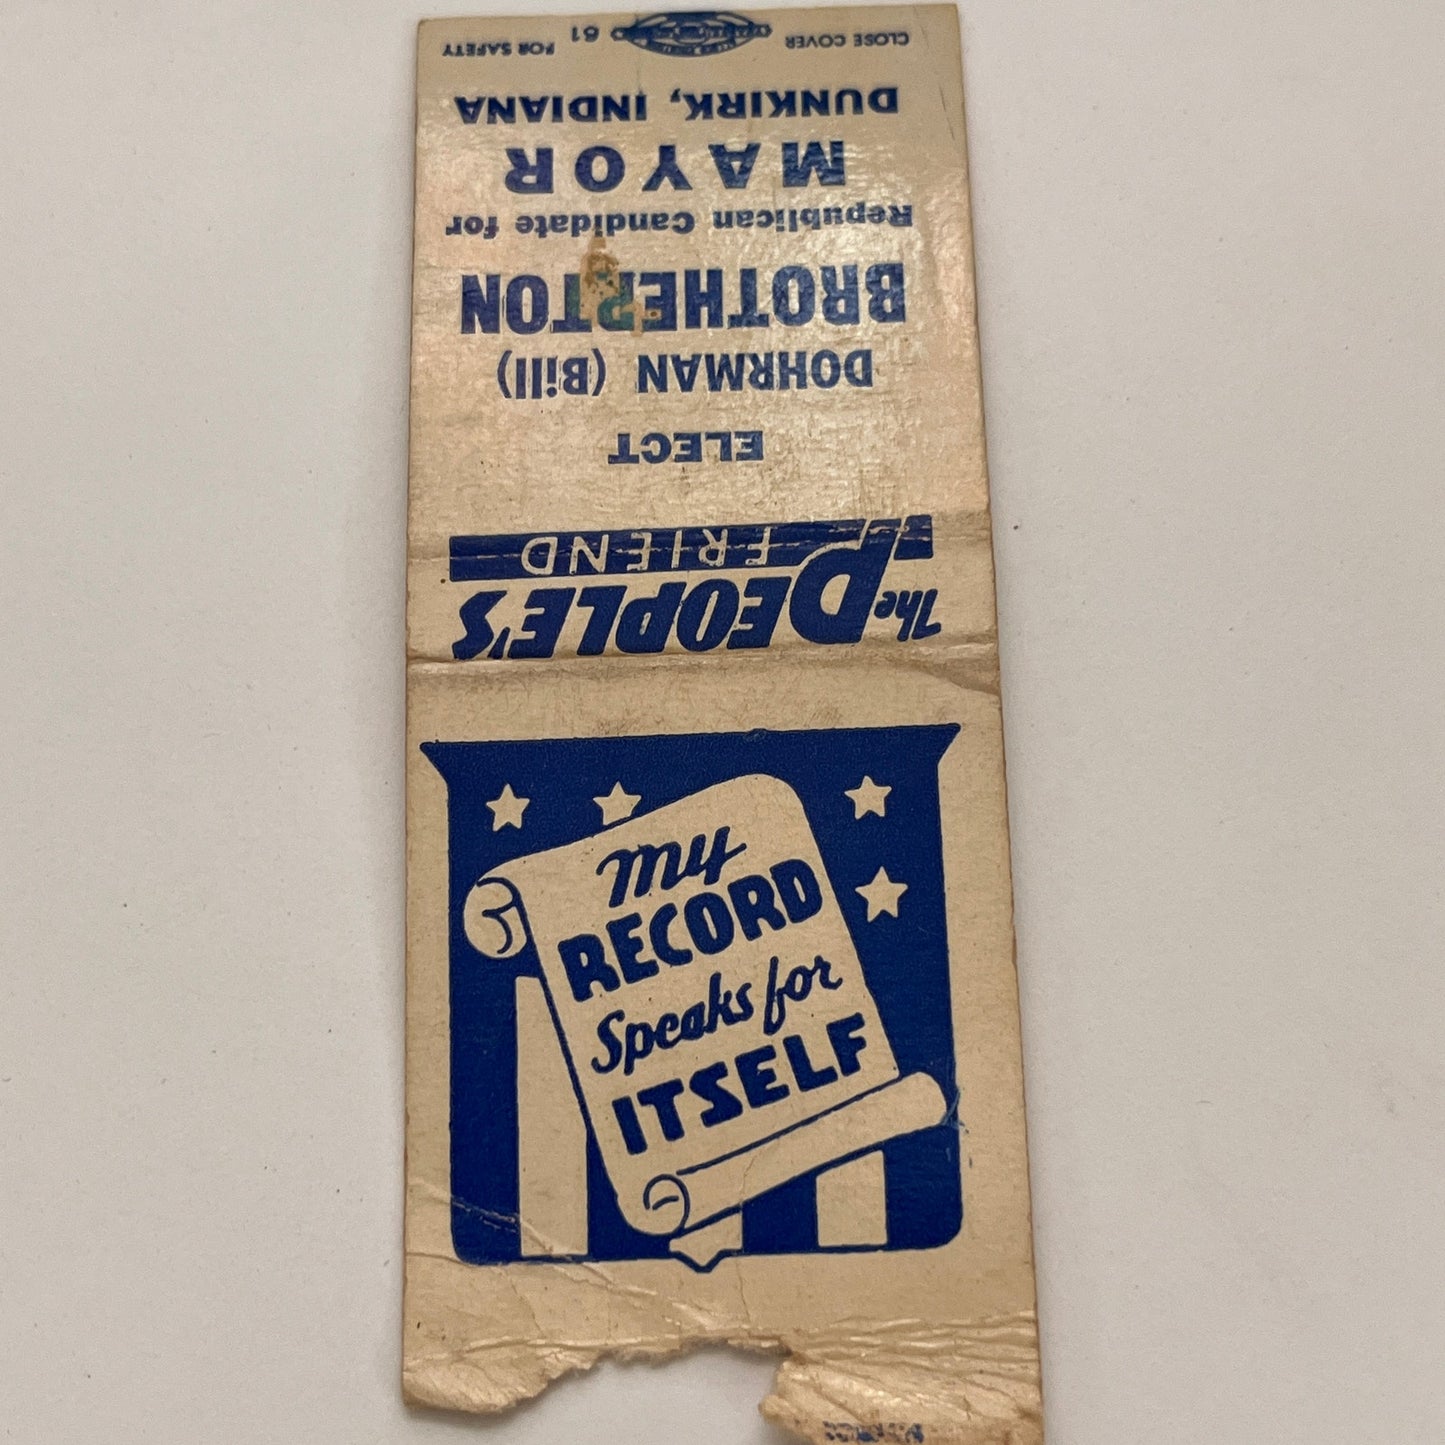 My
RECORD
Speaks for
ITSELF
The PEOPLE'S
FRIEND
ELECT
DOHRMAN (Bill)
BROTHERTON
Republican Candidate for
MAYOR
DUNKIRK, INDIANA
CLOSE COVER 61 FOR SAFETY